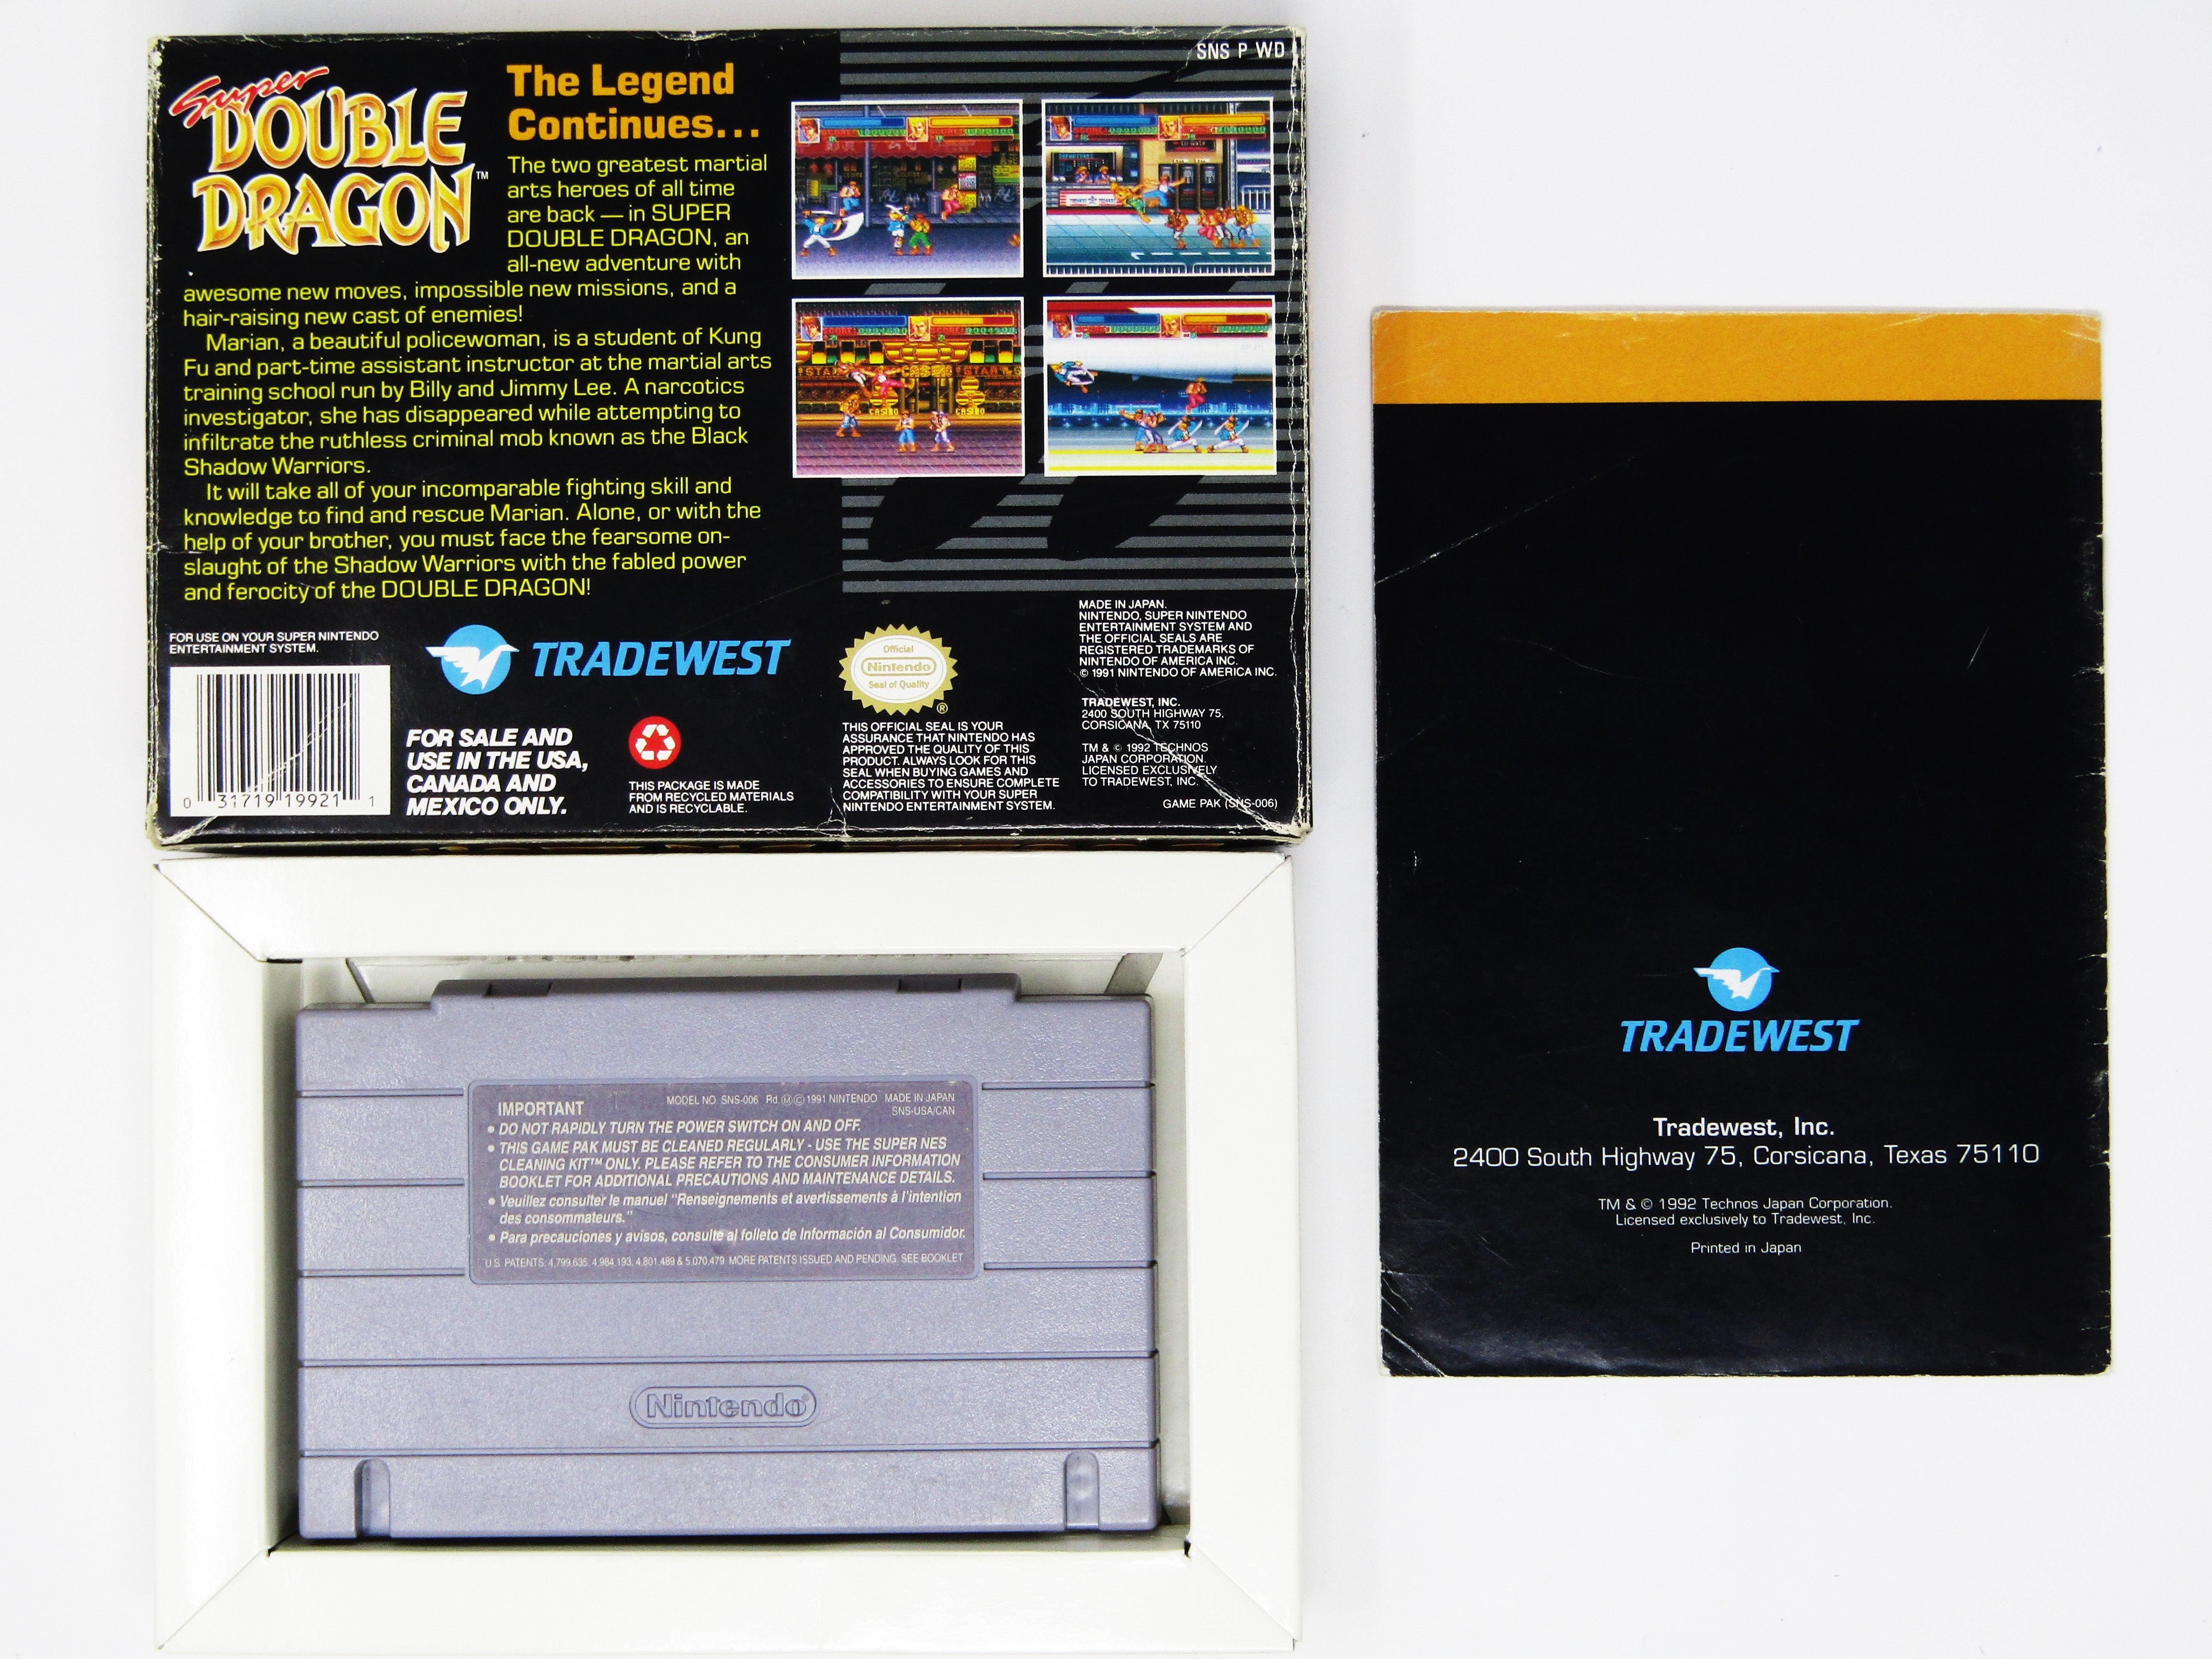 SNS P WD
Super
DOUBLE
DRAGON™
The Legend
Continues...
The two greatest martial
arts heroes of all time
are back — in SUPER
DOUBLE DRAGON, an
all-new adventure with
awesome new moves, impossible new missions, and a
hair-raising new cast of enemies!
Marian, a beautiful policewoman, is a student of Kung
Fu and part-time assistant instructor at the martial arts
training school run by Billy and Jimmy Lee. A narcotics
investigator, she has disappeared while attempting to
infiltrate the ruthless criminal mob known as the Black
Shadow Warriors.
It will take all of your incomparable fighting skill and
knowledge to find and rescue Marian. Alone, or with the
help of your brother, you must face the fearsome on-
slaught of the Shadow Warriors with the fabled power
and ferocity of the DOUBLE DRAGON!
CASINO
CASINO
CASINO
FOR USE ON YOUR SUPER NINTENDO
ENTERTAINMENT SYSTEM.
0 31719 19921 1
TRADEWEST
FOR SALE AND
USE IN THE USA,
CANADA AND
MEXICO ONLY.
THIS PACKAGE IS MADE
FROM RECYCLED MATERIALS
AND IS RECYCLABLE.
Official
Nintendo
Seal of Quality
®
THIS OFFICIAL SEAL IS YOUR
ASSURANCE THAT NINTENDO HAS
APPROVED THE QUALITY OF THIS
PRODUCT. ALWAYS LOOK FOR THIS
SEAL WHEN BUYING GAMES AND
ACCESSORIES TO ENSURE COMPLETE
COMPATIBILITY WITH YOUR SUPER
NINTENDO ENTERTAINMENT SYSTEM.
MADE IN JAPAN.
NINTENDO, SUPER NINTENDO
ENTERTAINMENT SYSTEM AND
THE OFFICIAL SEALS ARE
REGISTERED TRADEMARKS OF
NINTENDO OF AMERICA INC.
© 1991 NINTENDO OF AMERICA INC.
TRADEWEST, INC.
2400 SOUTH HIGHWAY 75,
CORSICANA, TX 75110
TM & © 1992 TECHNOS
JAPAN CORPORATION.
LICENSED EXCLUSIVELY
TO TRADEWEST, INC.
GAME PAK (SNS-006)
IMPORTANT
MODEL NO. SNS-006 Rd.Ⓜ©1991 NINTENDO MADE IN JAPAN
SNS-USA/CAN
• DO NOT RAPIDLY TURN THE POWER SWITCH ON AND OFF.
• THIS GAME PAK MUST BE CLEANED REGULARLY - USE THE SUPER NES
CLEANING KIT™ ONLY. PLEASE REFER TO THE CONSUMER INFORMATION
BOOKLET FOR ADDITIONAL PRECAUTIONS AND MAINTENANCE DETAILS.
• Veuillez consulter le manuel "Renseignements et avertissements à l'intention
des consommateurs."
• Para precauciones y avisos, consulte al folleto de Información al Consumidor.
U.S. PATENTS: 4,799,635, 4,984,193, 4,801,489 & 5,070,479 MORE PATENTS ISSUED AND PENDING. SEE BOOKLET
Nintendo®
TRADEWEST
Tradewest, Inc.
2400 South Highway 75, Corsicana, Texas 75110
TM & © 1992 Technos Japan Corporation.
Licensed exclusively to Tradewest, Inc.
Printed in Japan